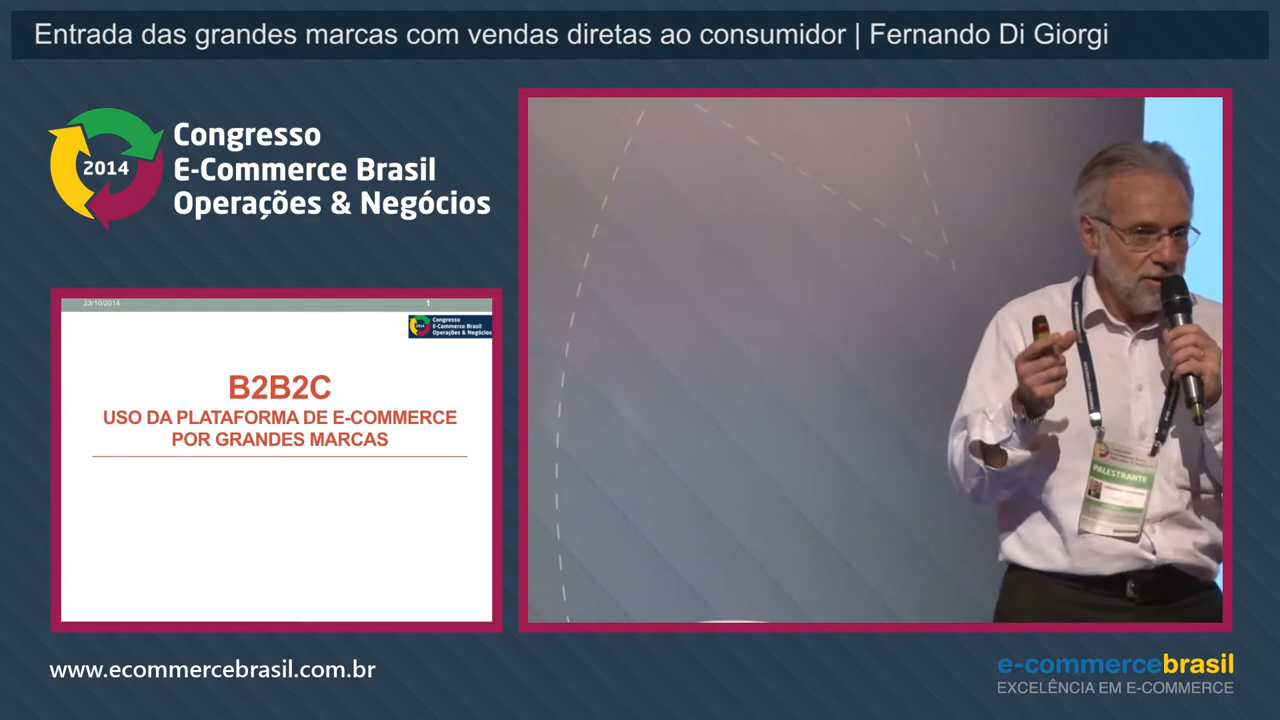 Entrada das grandes marcas com vendas diretas ao consumidor | Fernando Di Giorgi
2014
Congresso
E-Commerce Brasil
Operações & Negócios
23/10/2014
1
2014
Congresso
E-Commerce Brasil
Operações & Negócios
B2B2C
USO DA PLATAFORMA DE E-COMMERCE
POR GRANDES MARCAS
PALESTRANTE
www.ecommercebrasil.com.br
e-commercebrasil
EXCELÊNCIA EM E-COMMERCE